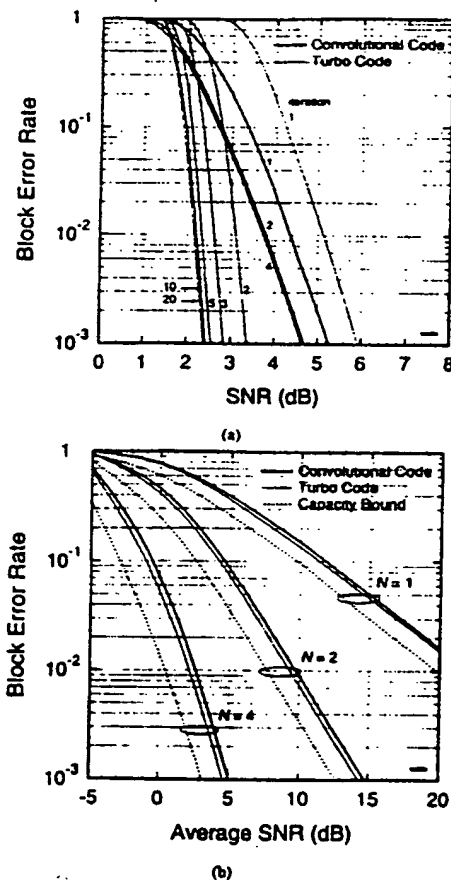 1
Convolutional Code
Turbo Code
iteration
1
10⁻¹
1
Block Error Rate
2
10⁻²
4
10
20
5
3
2
10⁻³
0
1
2
3
4
5
6
7
8
SNR (dB)
(a)
1
Convolutional Code
Turbo Code
Capacity Bound
10⁻¹
N = 1
Block Error Rate
10⁻²
N = 2
N = 4
10⁻³
-5
0
5
10
15
20
Average SNR (dB)
(b)